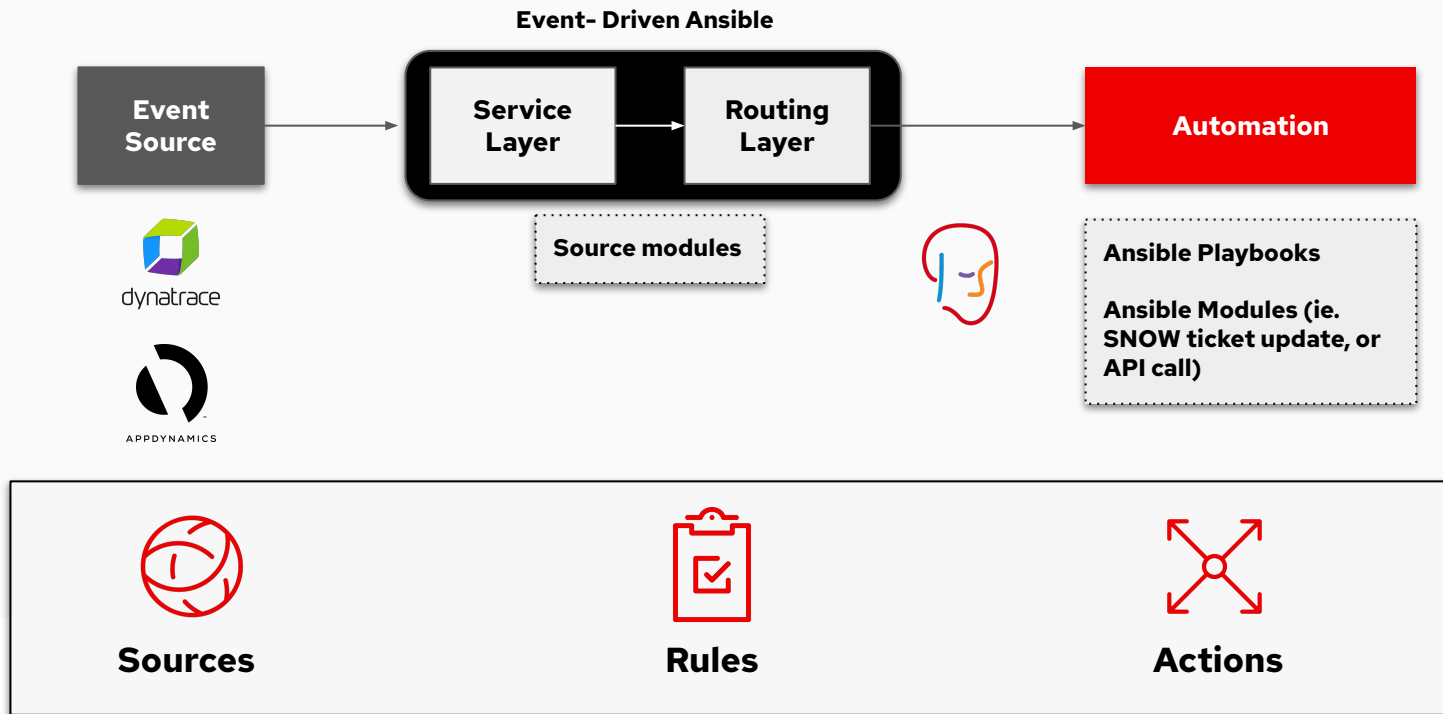 Event- Driven Ansible
Event
Source
Service
Layer
Routing
Layer
Automation
dynatrace
APPDYNAMICS
Source modules
Ansible Playbooks
Ansible Modules (ie.
SNOW ticket update, or
API call)
Sources
Rules
Actions